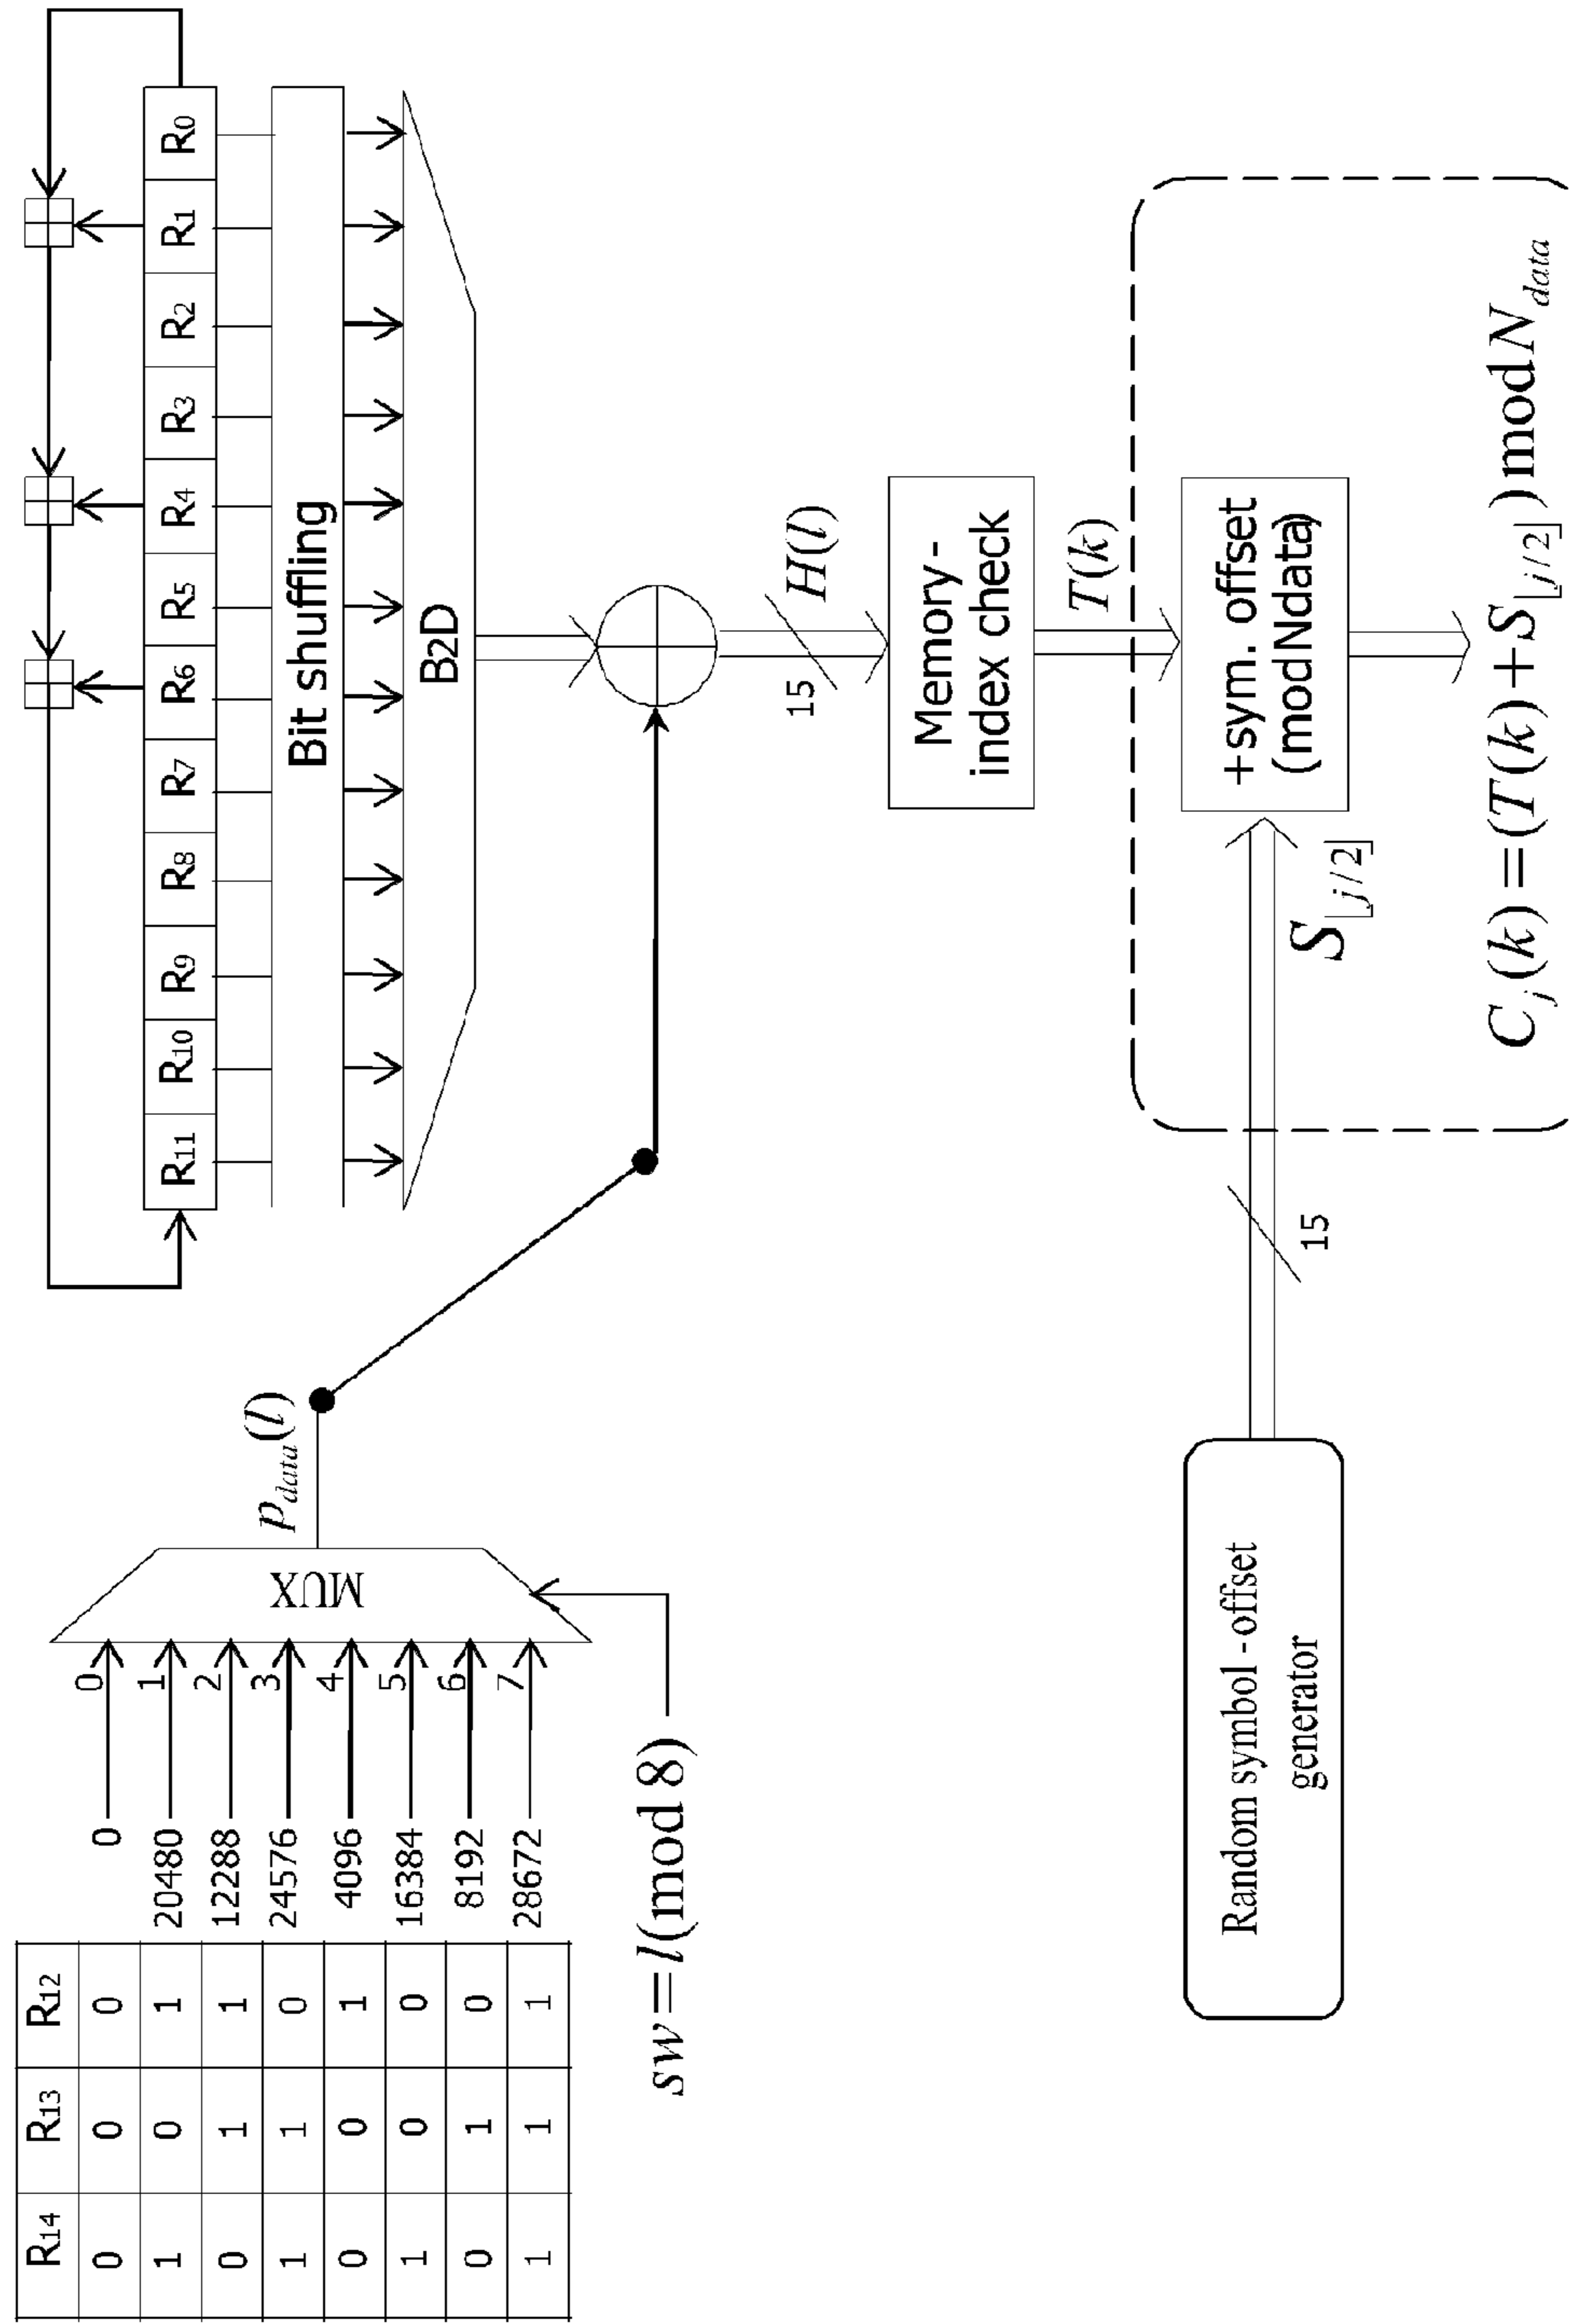 R14 R13 R12
0 0 0
1 0 1
0 1 1
1 1 0
0 0 1
1 0 0
0 1 0
1 1 1
0 0
20480 1
12288 2
24576 3
4096 4
16384 5
8192 6
28672 7
MUX
sw=l(mod 8)
Pdata(l)
R11 R10 R9 R8 R7 R6 R5 R4 R3 R2 R1 R0
Bit shuffling
B2D
15 H(l)
Memory-
index check
T(k)
Random symbol -offset
generator
15
S⌊j/2⌋
+sym. offset
(modNdata)
Cj(k)=(T(k)+S⌊j/2⌋)modNdata